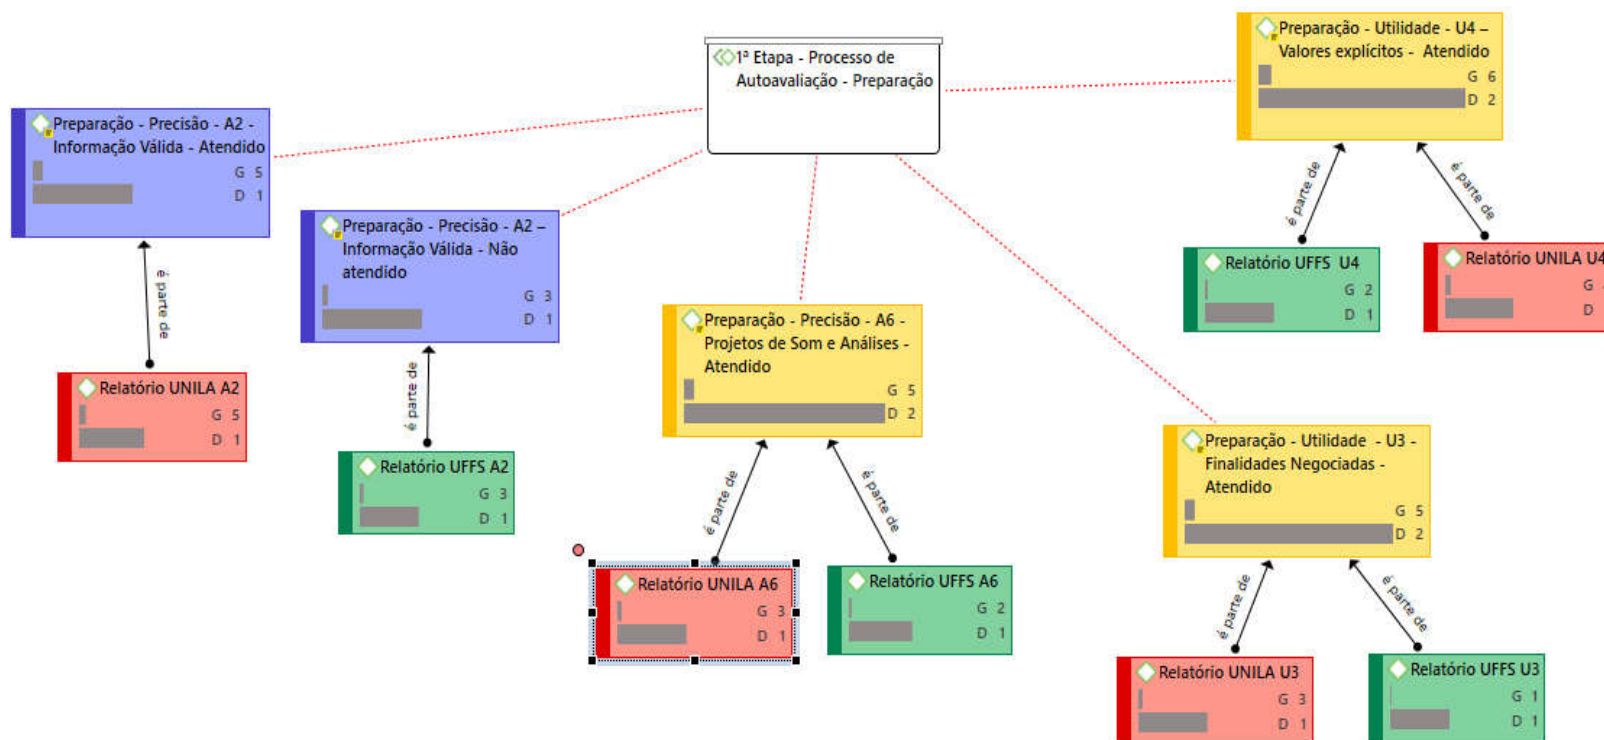 1ª Etapa - Processo de
Autoavaliação - Preparação
Preparação - Utilidade - U4 –
Valores explícitos - Atendido
G 6
D 2
Preparação - Precisão - A2 -
Informação Válida - Atendido
G 5
D 1
Preparação - Precisão - A2 –
Informação Válida - Não
atendido
G 3
D 1
é parte de
é parte de
Relatório UFFS U4
G 2
D 1
Relatório UNILA U4
G
D
é parte de
Preparação - Precisão - A6 -
Projetos de Som e Análises -
Atendido
G 5
D 2
Relatório UNILA A2
G 5
D 1
é parte de
Relatório UFFS A2
G 3
D 1
Preparação - Utilidade - U3 -
Finalidades Negociadas -
Atendido
G 5
D 2
é parte de
é parte de
Relatório UNILA A6
G 3
D 1
Relatório UFFS A6
G 2
D 1
é parte de
é parte de
Relatório UNILA U3
G 3
D 1
Relatório UFFS U3
G 1
D 1